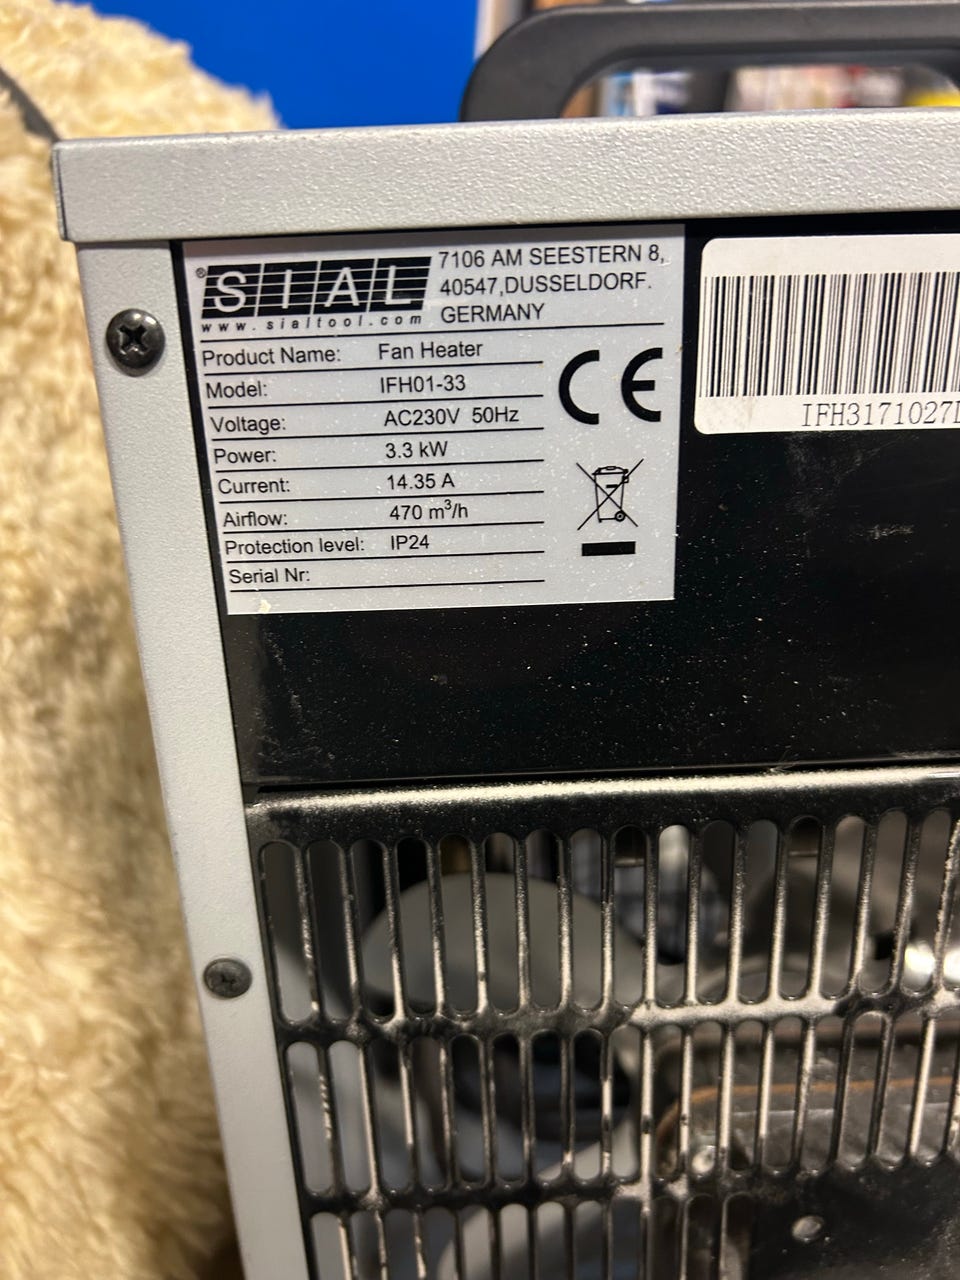 ® SIAL
www.sialtool.com
7106 AM SEESTERN 8,
40547,DUSSELDORF.
GERMANY
Product Name: Fan Heater
Model: IFH01-33
Voltage: AC230V 50Hz
Power: 3.3 kW
Current: 14.35 A
Airflow: 470 m³/h
Protection level: IP24
Serial Nr:
CE
IFH3171027